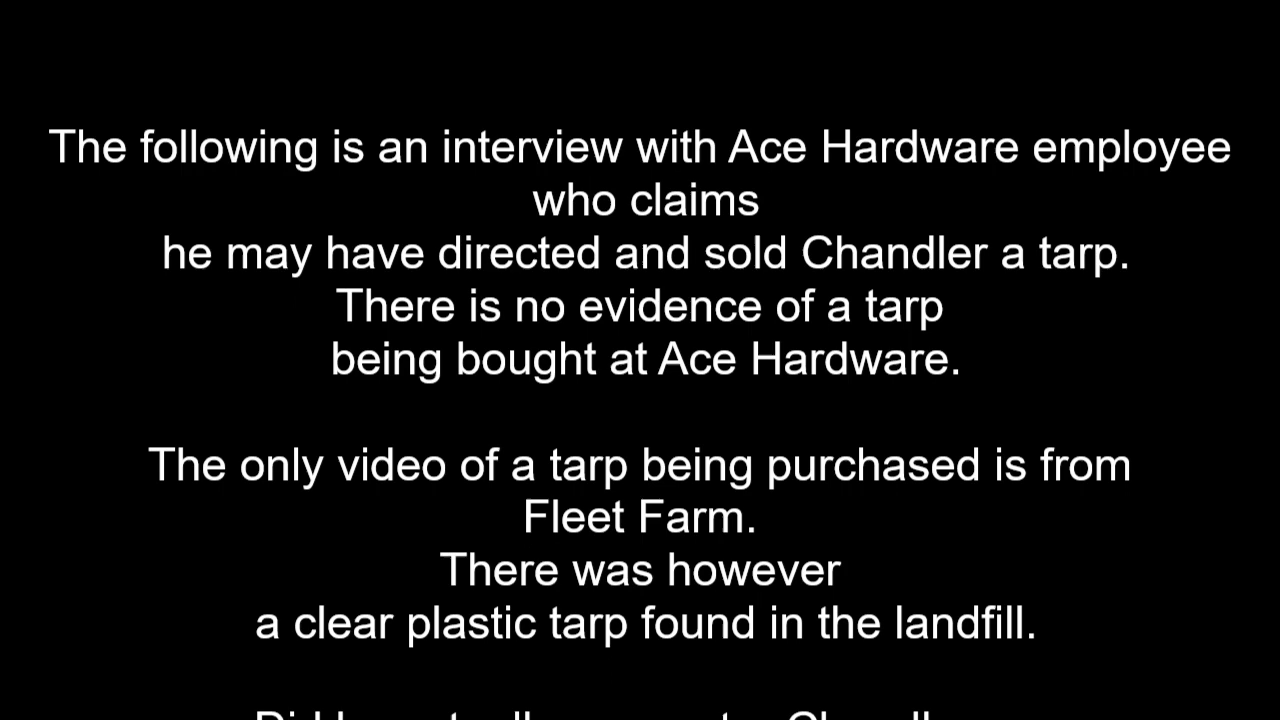 The following is an interview with Ace Hardware employee
who claims
he may have directed and sold Chandler a tarp.
There is no evidence of a tarp
being bought at Ace Hardware.
The only video of a tarp being purchased is from
Fleet Farm.
There was however
a clear plastic tarp found in the landfill.